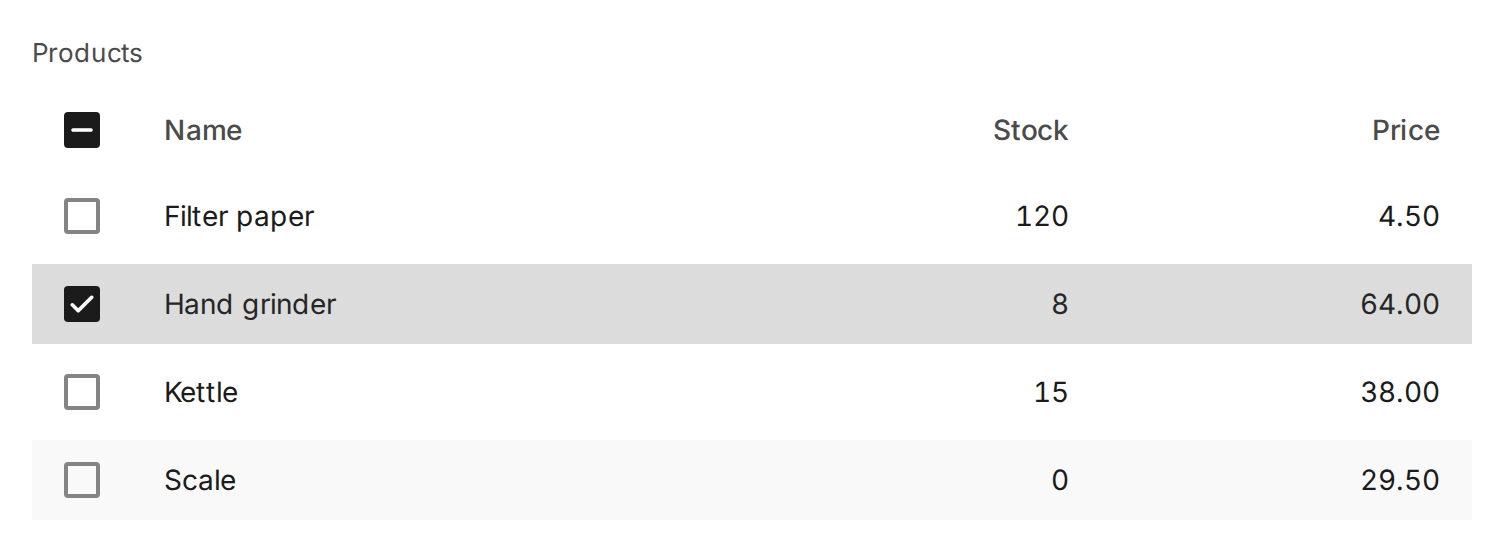 Products
Name Stock Price
Filter paper 120 4.50
Hand grinder 8 64.00
Kettle 15 38.00
Scale 0 29.50